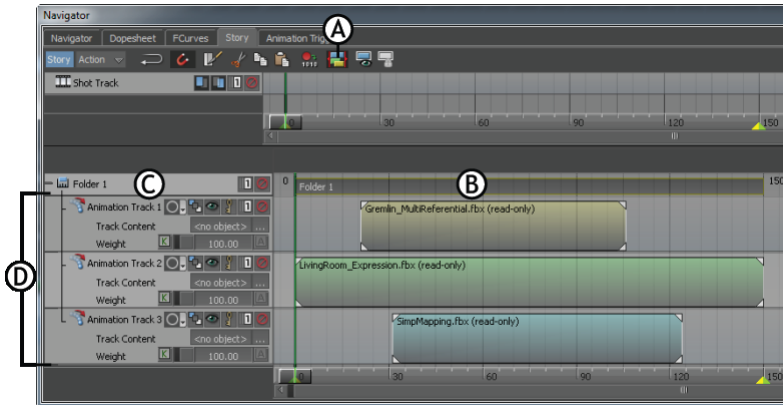 Navigator
Navigator Dopesheet FCurves Story Animation Trig
A
Story Action
Shot Track 1
0 30 60 90 120 150
Folder 1 C 1 0 Folder 1 B 150
D
Animation Track 1 1 Gremlin_MultiReferential.fbx (read-only)
Track Content <no object> ...
Weight K 100.00 A
Animation Track 2 1 LivingRoom_Expression.fbx (read-only)
Track Content <no object> ...
Weight K 100.00 A
Animation Track 3 1 SimpMapping.fbx (read-only)
Track Content <no object> ...
Weight K 100.00 A
0 30 60 90 120 150